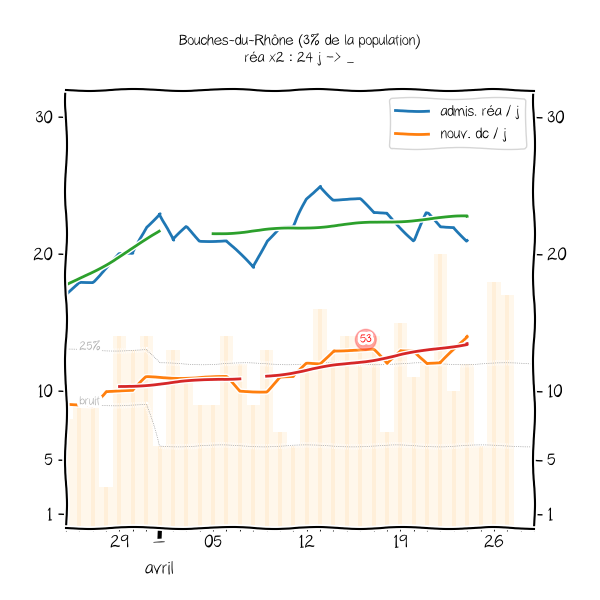 Bouches-du-Rhône (3% de la population)
réa x2 : 24 j -> _
admis. réa / j
nouv. dc / j
30
30
20
20
53
25%
10
bruit
10
5
5
1
1
29
05
12
19
26
avril